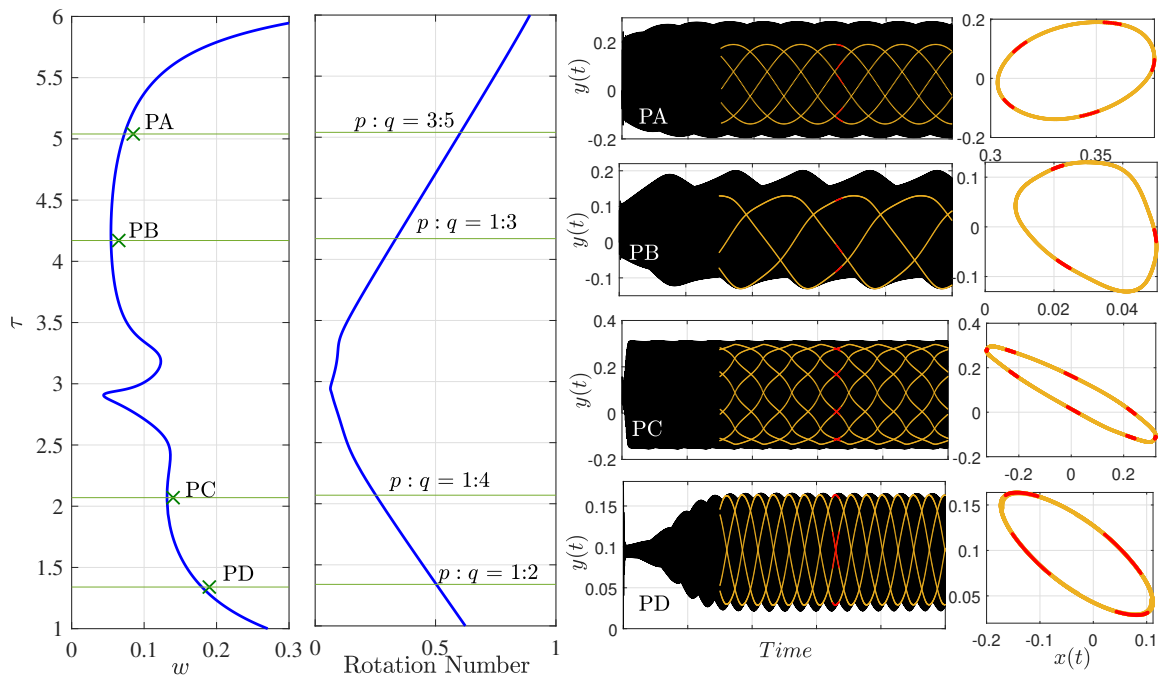 6
5.5
5
4.5
4
3.5
3
2.5
2
1.5
1
τ
PA
PB
PC
PD
0
0.1
0.2
0.3
w
p : q = 3:5
p : q = 1:3
p : q = 1:4
p : q = 1:2
0
0.5
1
Rotation Number
0.2
0
-0.2
y(t)
PA
0.2
0
-0.2
0.3
0.35
0.2
0.1
0
-0.1
y(t)
PB
0.1
0
-0.1
0
0.02
0.04
0.4
0.2
0
-0.2
y(t)
PC
0.4
0.2
0
-0.2
-0.2
0
0.2
0.15
0.1
0.05
0
y(t)
PD
Time
0.15
0.1
0.05
-0.2
-0.1
0
0.1
x(t)